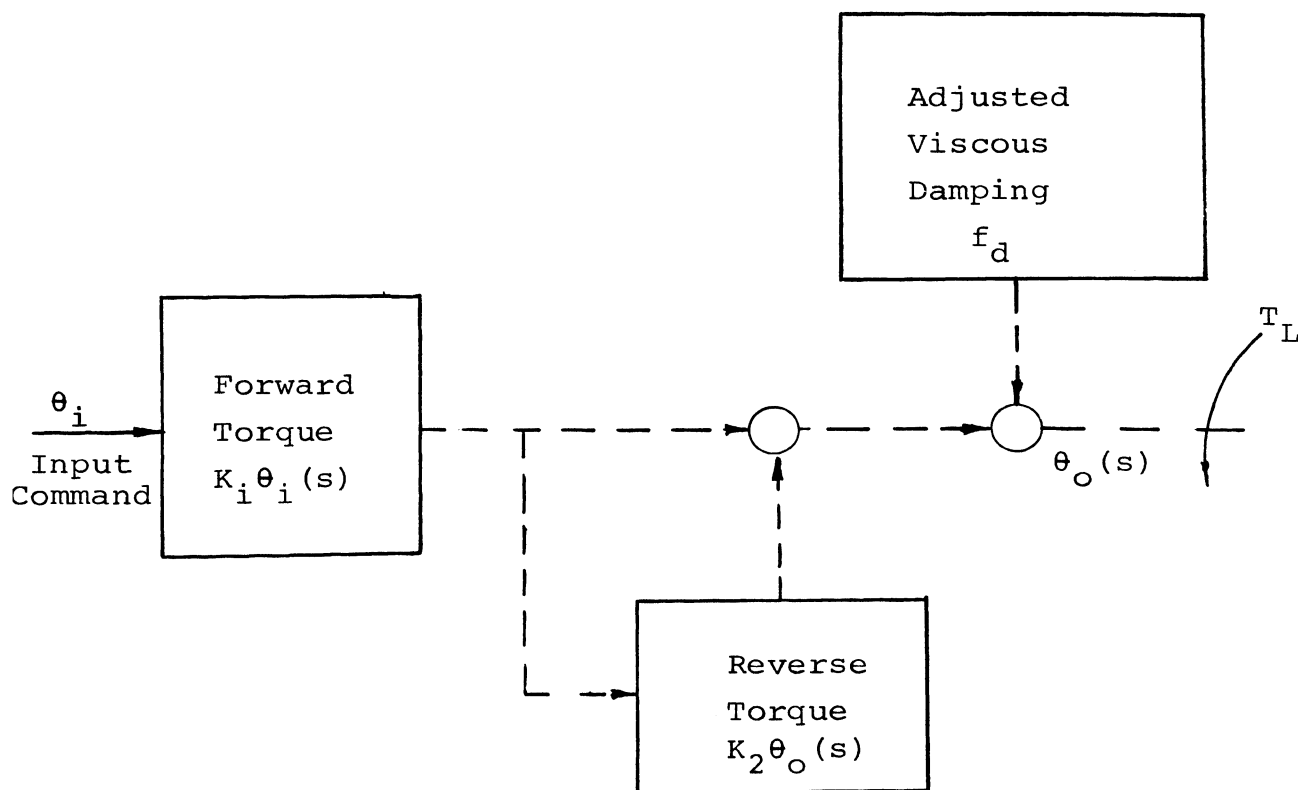 Adjusted
Viscous
Damping
f_d
T_L
Forward
Torque
K_iθ_i(s)
θ_i
Input
Command
θ_o(s)
Reverse
Torque
K_2θ_o(s)